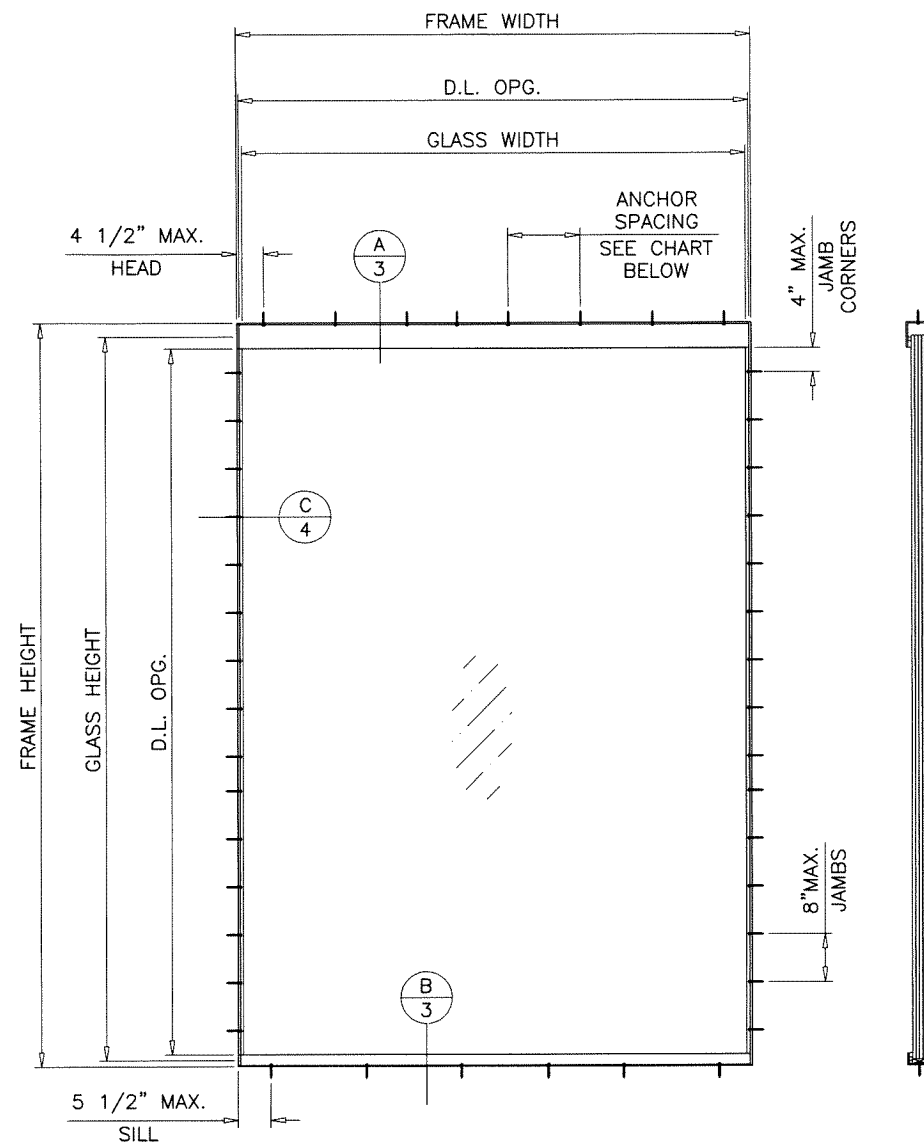 FRAME WIDTH
D.L. OPG.
GLASS WIDTH
4 1/2" MAX.
HEAD
A
3
ANCHOR
SPACING
SEE CHART
BELOW
4" MAX.
JAMB
CORNERS
C
4
FRAME HEIGHT
GLASS HEIGHT
D.L. OPG.
8"MAX.
JAMBS
B
3
5 1/2" MAX.
SILL